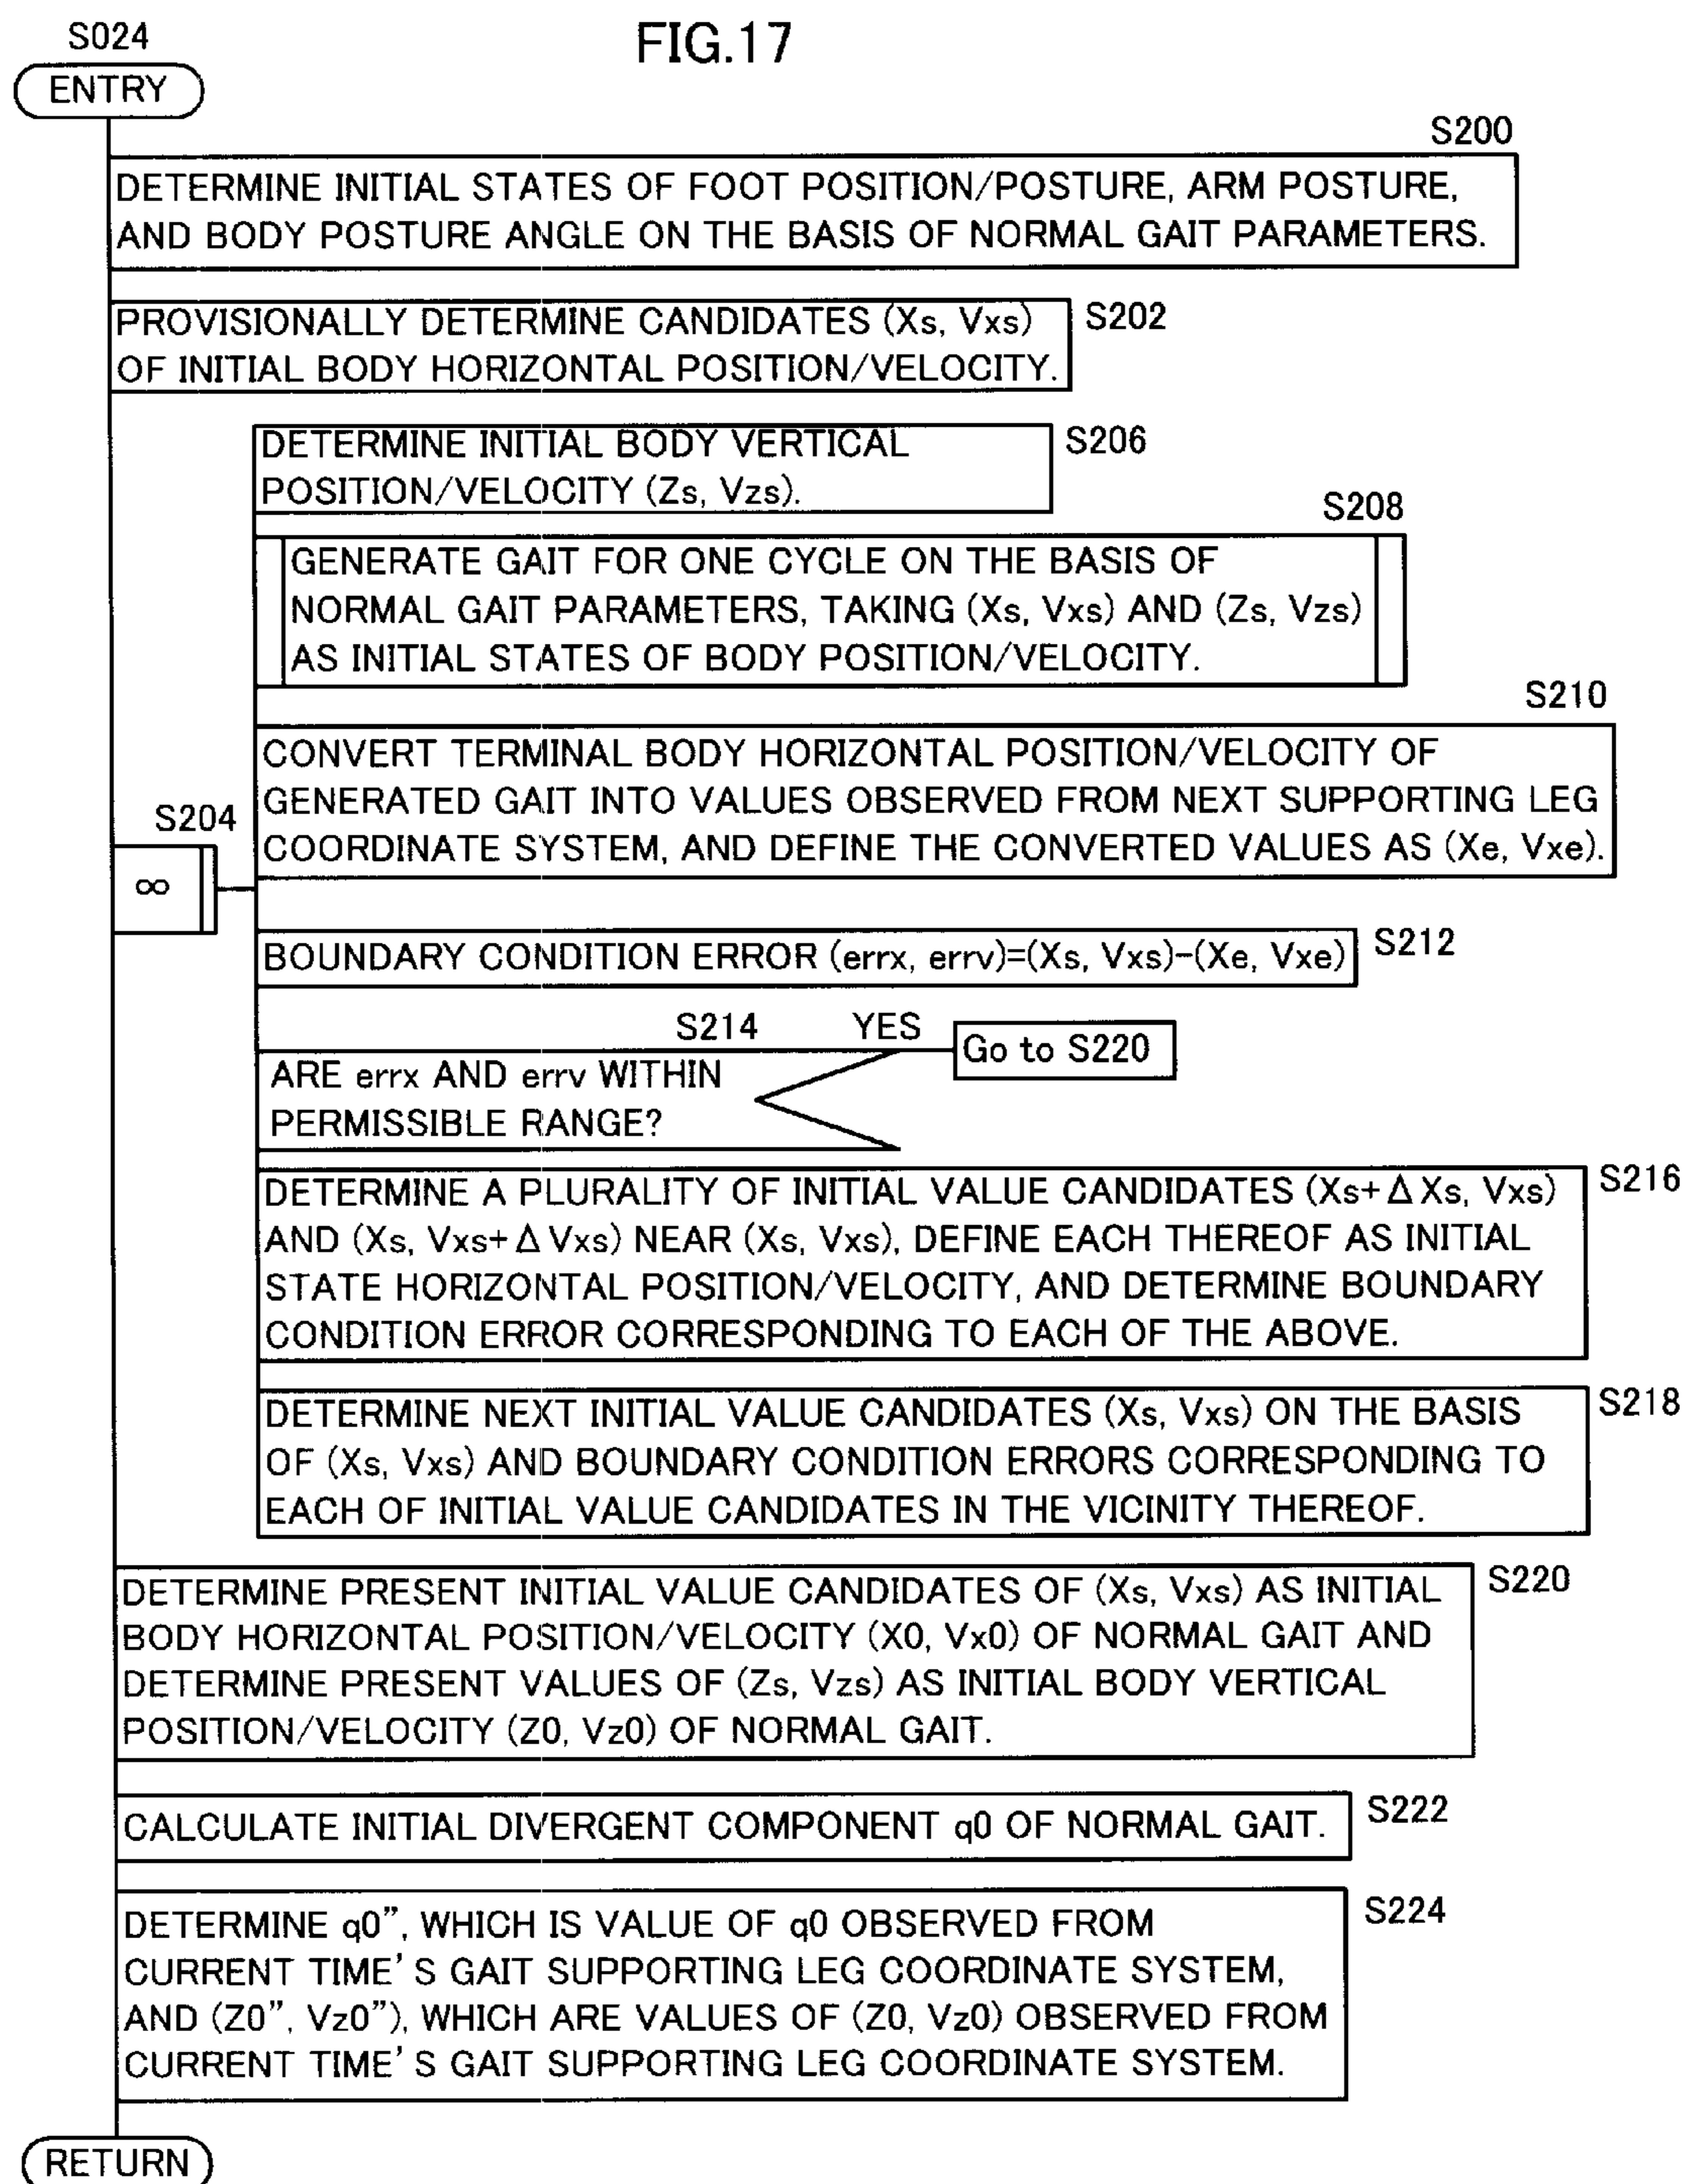 FIG.17
S024
ENTRY
S200
DETERMINE INITIAL STATES OF FOOT POSITION/POSTURE, ARM POSTURE,
AND BODY POSTURE ANGLE ON THE BASIS OF NORMAL GAIT PARAMETERS.
S202
PROVISIONALLY DETERMINE CANDIDATES (Xs, Vxs)
OF INITIAL BODY HORIZONTAL POSITION/VELOCITY.
S204
∞
S206
DETERMINE INITIAL BODY VERTICAL
POSITION/VELOCITY (Zs, Vzs).
S208
GENERATE GAIT FOR ONE CYCLE ON THE BASIS OF
NORMAL GAIT PARAMETERS, TAKING (Xs, Vxs) AND (Zs, Vzs)
AS INITIAL STATES OF BODY POSITION/VELOCITY.
S210
CONVERT TERMINAL BODY HORIZONTAL POSITION/VELOCITY OF
GENERATED GAIT INTO VALUES OBSERVED FROM NEXT SUPPORTING LEG
COORDINATE SYSTEM, AND DEFINE THE CONVERTED VALUES AS (Xe, Vxe).
S212
BOUNDARY CONDITION ERROR (errx, errv)=(Xs, Vxs)-(Xe, Vxe)
S214
YES
Go to S220
ARE errx AND errv WITHIN
PERMISSIBLE RANGE?
S216
DETERMINE A PLURALITY OF INITIAL VALUE CANDIDATES (Xs+Δ Xs, Vxs)
AND (Xs, Vxs+Δ Vxs) NEAR (Xs, Vxs), DEFINE EACH THEREOF AS INITIAL
STATE HORIZONTAL POSITION/VELOCITY, AND DETERMINE BOUNDARY
CONDITION ERROR CORRESPONDING TO EACH OF THE ABOVE.
S218
DETERMINE NEXT INITIAL VALUE CANDIDATES (Xs, Vxs) ON THE BASIS
OF (Xs, Vxs) AND BOUNDARY CONDITION ERRORS CORRESPONDING TO
EACH OF INITIAL VALUE CANDIDATES IN THE VICINITY THEREOF.
S220
DETERMINE PRESENT INITIAL VALUE CANDIDATES OF (Xs, Vxs) AS INITIAL
BODY HORIZONTAL POSITION/VELOCITY (X0, Vx0) OF NORMAL GAIT AND
DETERMINE PRESENT VALUES OF (Zs, Vzs) AS INITIAL BODY VERTICAL
POSITION/VELOCITY (Z0, Vz0) OF NORMAL GAIT.
S222
CALCULATE INITIAL DIVERGENT COMPONENT q0 OF NORMAL GAIT.
S224
DETERMINE q0”, WHICH IS VALUE OF q0 OBSERVED FROM
CURRENT TIME’S GAIT SUPPORTING LEG COORDINATE SYSTEM,
AND (Z0”, Vz0”), WHICH ARE VALUES OF (Z0, Vz0) OBSERVED FROM
CURRENT TIME’S GAIT SUPPORTING LEG COORDINATE SYSTEM.
RETURN